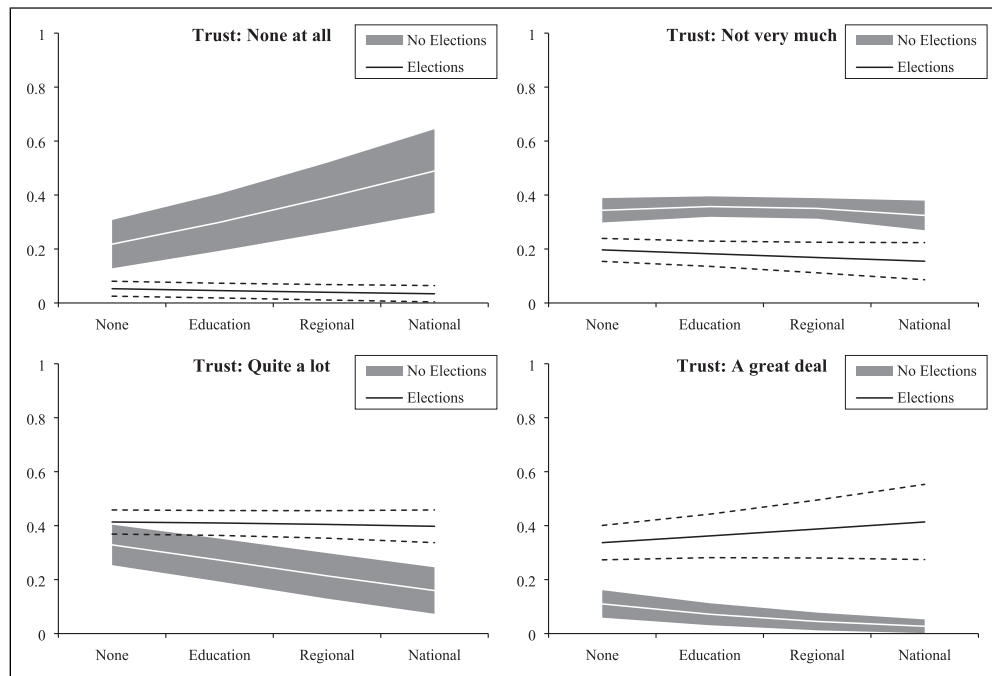 Trust: None at all
No Elections
Elections
1
0.8
0.6
0.4
0.2
0
None Education Regional National
Trust: Not very much
No Elections
Elections
1
0.8
0.6
0.4
0.2
0
None Education Regional National
Trust: Quite a lot
No Elections
Elections
1
0.8
0.6
0.4
0.2
0
None Education Regional National
Trust: A great deal
No Elections
Elections
1
0.8
0.6
0.4
0.2
0
None Education Regional National